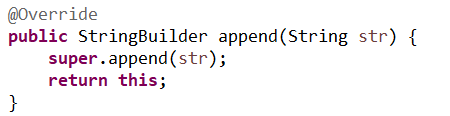 @Override
public StringBuilder append(String str) {
    super.append(str);
    return this;
}